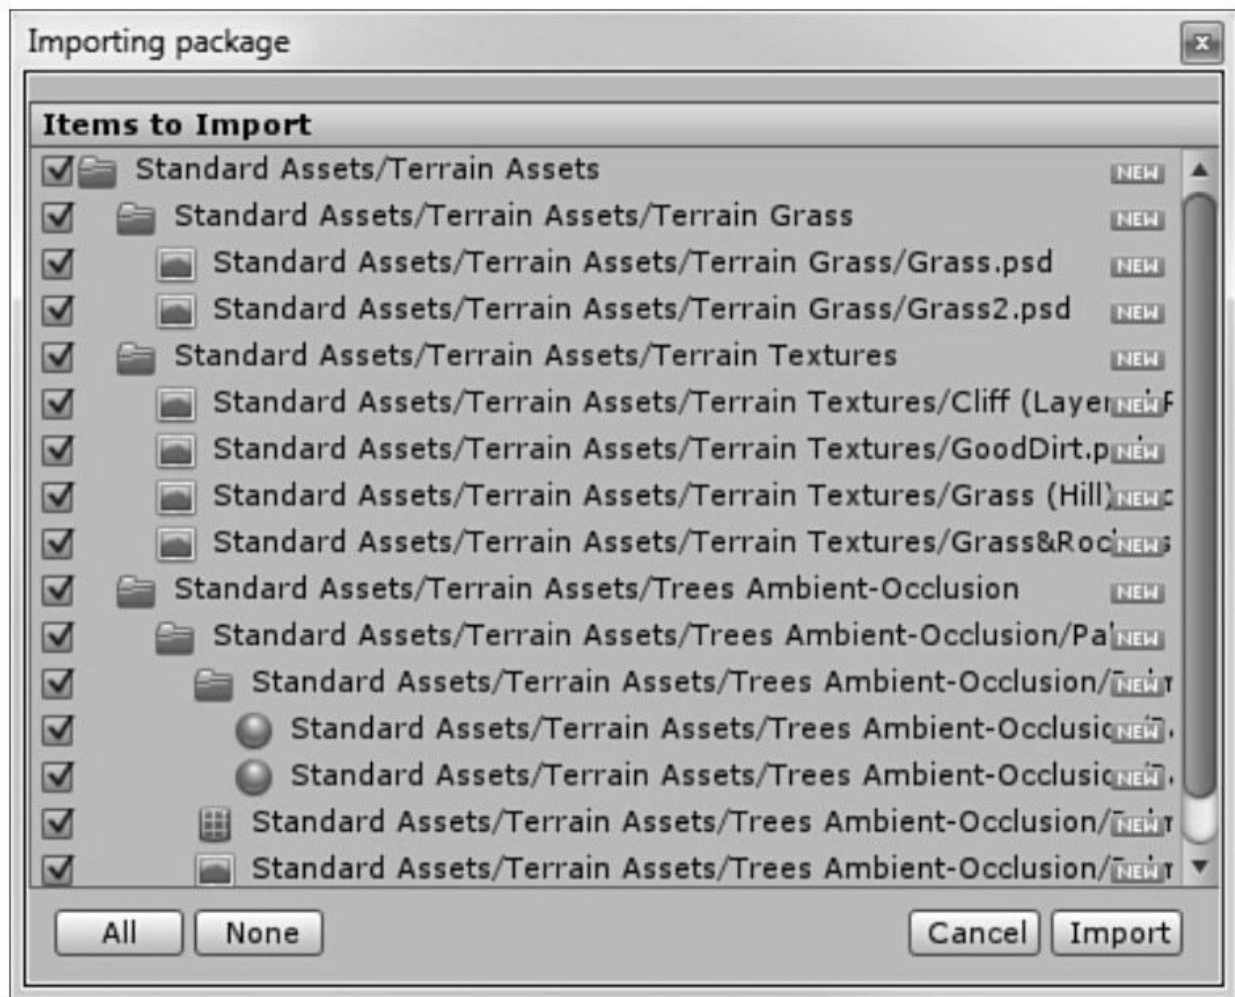 Importing package
x
Items to Import
Standard Assets/Terrain Assets NEW
Standard Assets/Terrain Assets/Terrain Grass NEW
Standard Assets/Terrain Assets/Terrain Grass/Grass.psd NEW
Standard Assets/Terrain Assets/Terrain Grass/Grass2.psd NEW
Standard Assets/Terrain Assets/Terrain Textures NEW
Standard Assets/Terrain Assets/Terrain Textures/Cliff NEW
Standard Assets/Terrain Assets/Terrain Textures/GoodDirt.p NEW
Standard Assets/Terrain Assets/Terrain Textures/Grass (Hill) NEW
Standard Assets/Terrain Assets/Terrain Textures/Grass&Roc NEW
Standard Assets/Terrain Assets/Trees Ambient-Occlusion NEW
Standard Assets/Terrain Assets/Trees Ambient-Occlusion/Pa NEW
Standard Assets/Terrain Assets/Trees Ambient-Occlusion/ NEW
Standard Assets/Terrain Assets/Trees Ambient-Occlusio NEW
Standard Assets/Terrain Assets/Trees Ambient-Occlusio NEW
Standard Assets/Terrain Assets/Trees Ambient-Occlusion/ NEW
Standard Assets/Terrain Assets/Trees Ambient-Occlusion/ NEW
All None Cancel Import